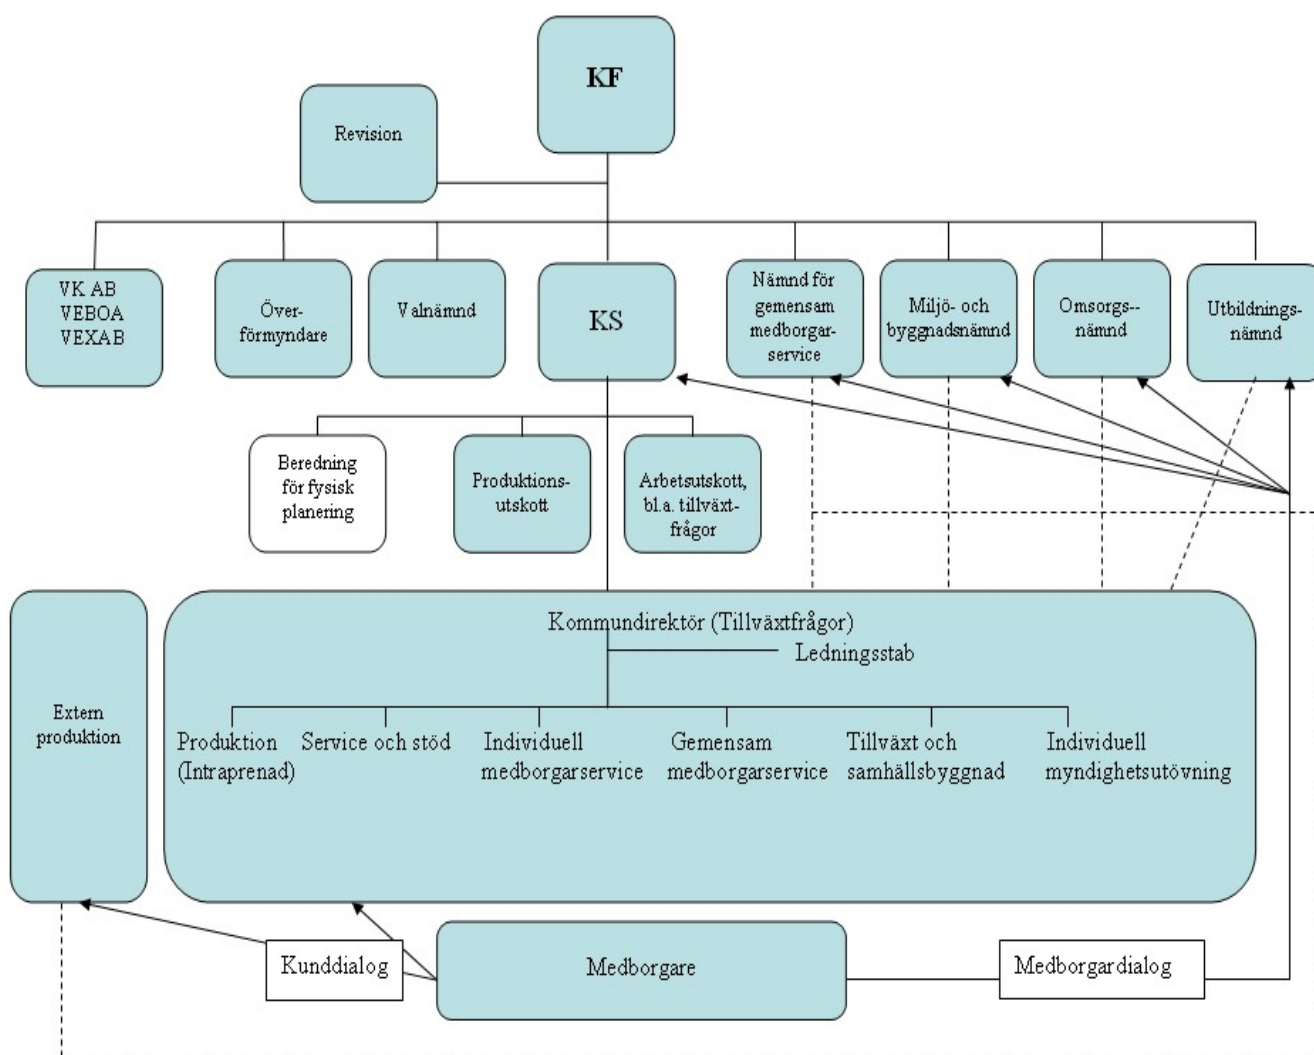 KF
Revision
VK AB
VEBOA
VEXAB
Över-
förmyndare
Valnämnd
KS
Nämnd för
gemensam
medborgar-
service
Miljö- och
byggnadsnämnd
Omsorgs--
nämnd
Utbildnings-
nämnd
Beredning
för fysisk
planering
Produktions-
utskott
Arbetsutskott,
bl.a. tillväxt-
frågor
Kommundirektör (Tillväxtfrågor)
Ledningsstab
Extern
produktion
Produktion
(Intraprenad)
Service och stöd
Individuell
medborgarservice
Gemensam
medborgarservice
Tillväxt och
samhällsbyggnad
Individuell
myndighetsutövning
Kunddialog
Medborgare
Medborgardialog